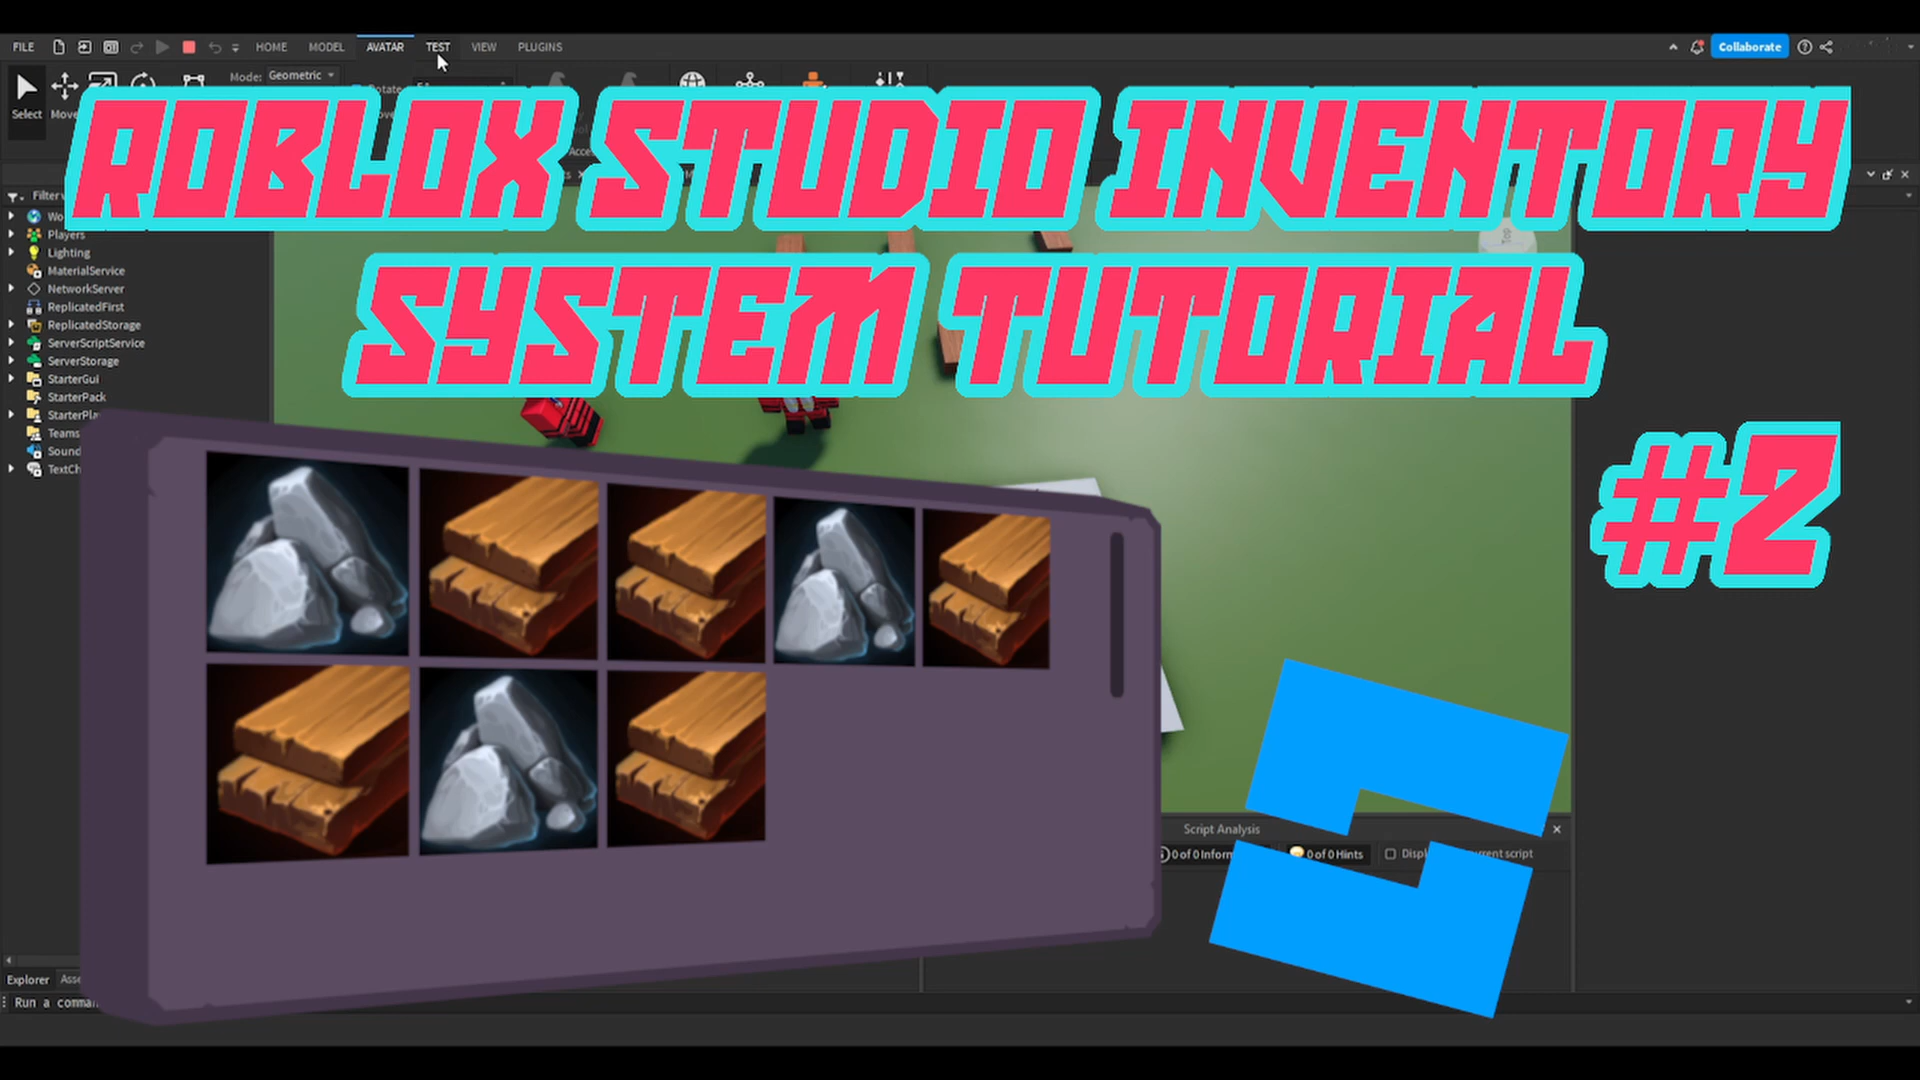 FILE HOME MODEL AVATAR TEST VIEW PLUGINS Collaborate
Mode: Geometric
Select
ROBLOX STUDIO INVENTORY
SYSTEM TUTORIAL
#2
Players
Lighting
MaterialService
NetworkServer
ReplicatedFirst
ReplicatedStorage
ServerScriptService
ServerStorage
StarterGui
StarterPack
Teams
Script Analysis
0 of 0 Hints
Explorer
Run a